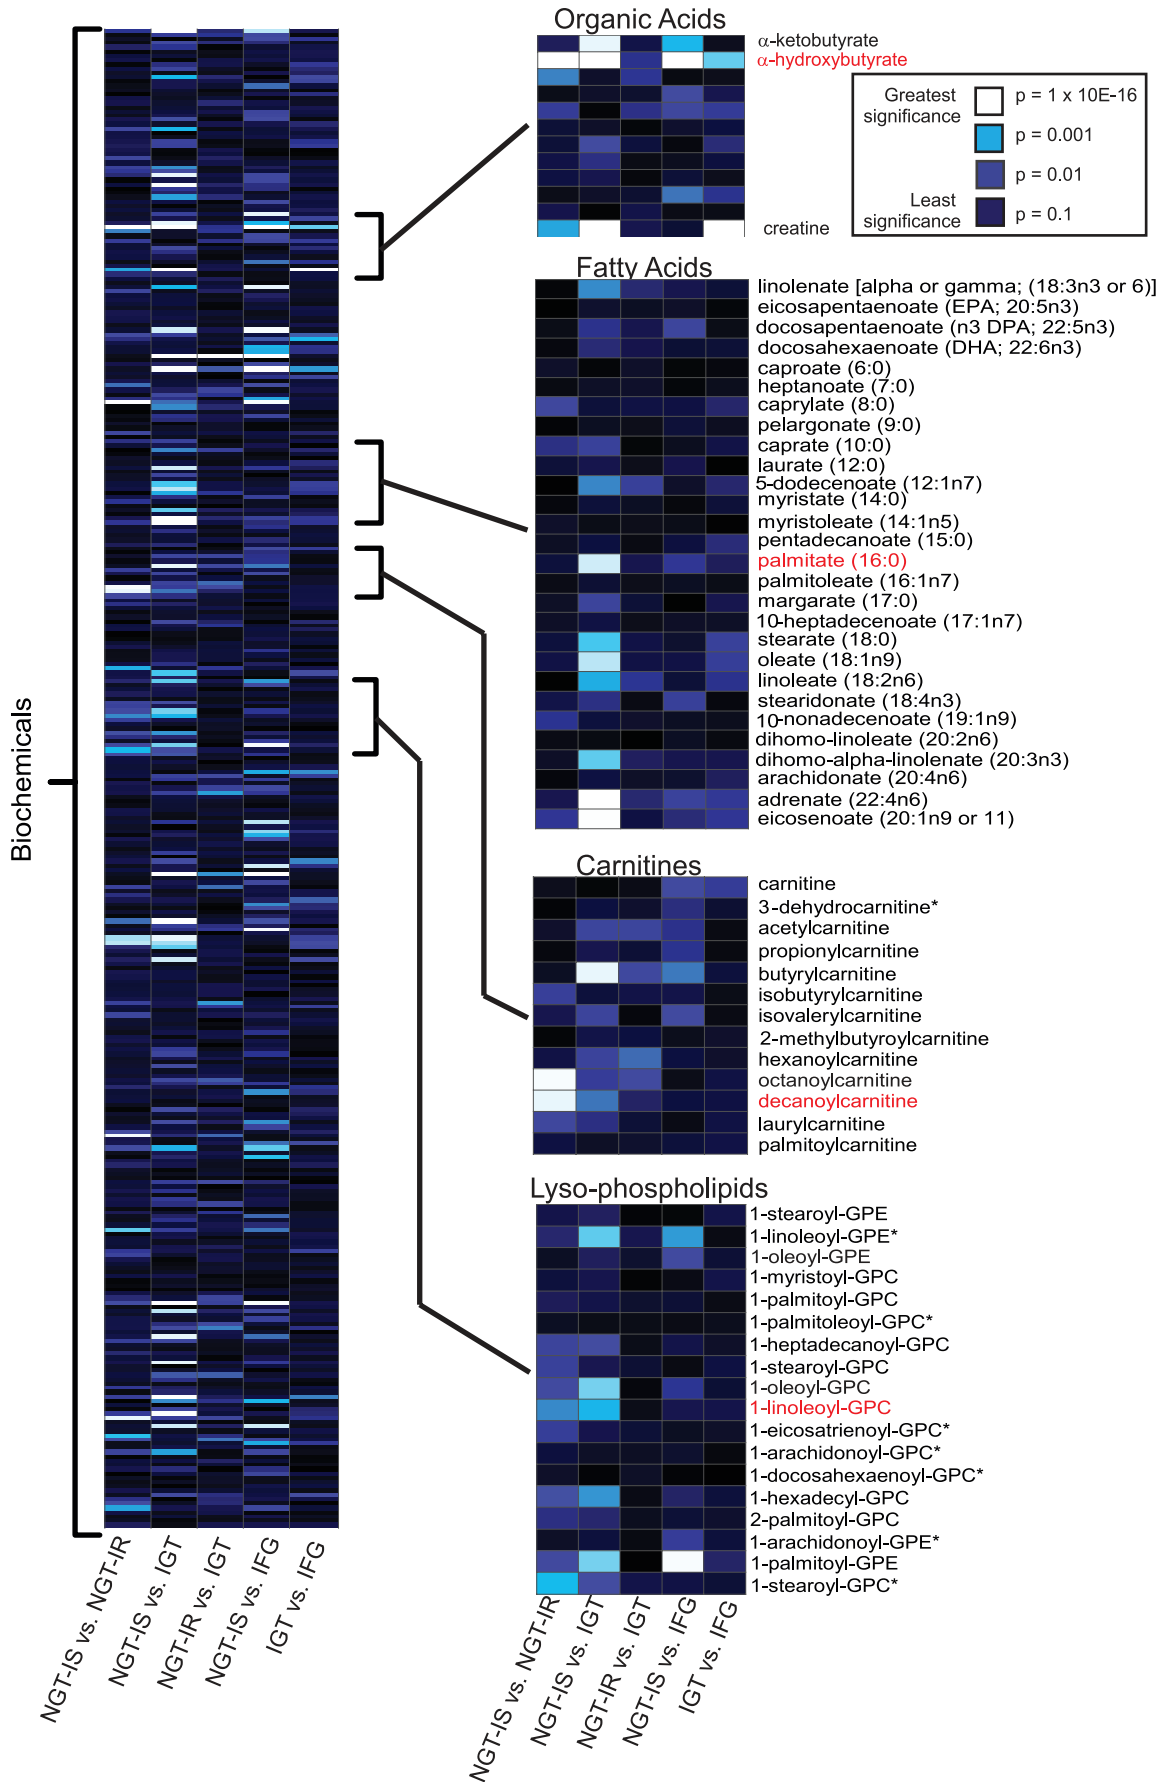 Organic Acids
α-ketobutyrate
α-hydroxybutyrate
creatine
Greatest significance
p = 1 x 10E-16
p = 0.001
p = 0.01
Least significance
p = 0.1
Fatty Acids
linolenate [alpha or gamma; (18:3n3 or 6)]
eicosapentaenoate (EPA; 20:5n3)
docosapentaenoate (n3 DPA; 22:5n3)
docosahexaenoate (DHA; 22:6n3)
caproate (6:0)
heptanoate (7:0)
caprylate (8:0)
pelargonate (9:0)
caprate (10:0)
laurate (12:0)
5-dodecenoate (12:1n7)
myristate (14:0)
myristoleate (14:1n5)
pentadecanoate (15:0)
palmitate (16:0)
palmitoleate (16:1n7)
margarate (17:0)
10-heptadecenoate (17:1n7)
stearate (18:0)
oleate (18:1n9)
linoleate (18:2n6)
stearidonate (18:4n3)
10-nonadecenoate (19:1n9)
dihomo-linoleate (20:2n6)
dihomo-alpha-linolenate (20:3n3)
arachidonate (20:4n6)
adrenate (22:4n6)
eicosenoate (20:1n9 or 11)
Carnitines
carnitine
3-dehydrocarnitine*
acetylcarnitine
propionylcarnitine
butyrylcarnitine
isobutyrylcarnitine
isovalerylcarnitine
2-methylbutyroylcarnitine
hexanoylcarnitine
octanoylcarnitine
decanoylcarnitine
laurylcarnitine
palmitoylcarnitine
Lyso-phospholipids
1-stearoyl-GPE
1-linoleoyl-GPE*
1-oleoyl-GPE
1-myristoyl-GPC
1-palmitoyl-GPC
1-palmitoleoyl-GPC*
1-heptadecanoyl-GPC
1-stearoyl-GPC
1-oleoyl-GPC
1-linoleoyl-GPC
1-eicosatrienoyl-GPC*
1-arachidonoyl-GPC*
1-docosahexaenoyl-GPC*
1-hexadecyl-GPC
2-palmitoyl-GPC
1-arachidonoyl-GPE*
1-palmitoyl-GPE
1-stearoyl-GPC*
Biochemicals
NGT-IS vs. NGT-IR
NGT-IS vs. IGT
NGT-IR vs. IGT
NGT-IS vs. IFG
IGT vs. IFG
NGT-IS vs. NGT-IR
NGT-IS vs. IGT
NGT-IR vs. IGT
NGT-IS vs. IFG
IGT vs. IFG